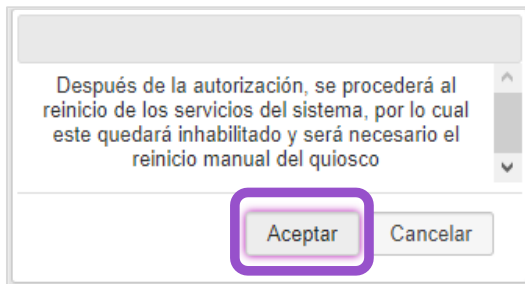 Después de la autorización, se procederá al
reinicio de los servicios del sistema, por lo cual
este quedará inhabilitado y será necesario el
reinicio manual del quiosco
Aceptar
Cancelar